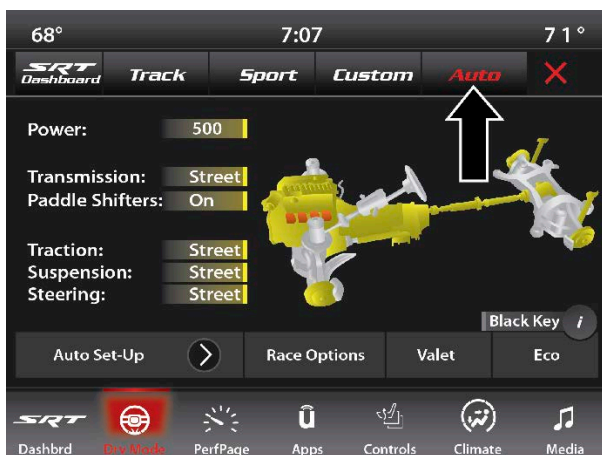 68° 7:07 71°
SRT Dashboard Track Sport Custom Auto X
Power: 500
Transmission: Street
Paddle Shifters: On
Traction: Street
Suspension: Street
Steering: Street
Black Key i
Auto Set-Up > Race Options Valet Eco
SRT
Dashbrd Drv Mode PerfPage Apps Controls Climate Media